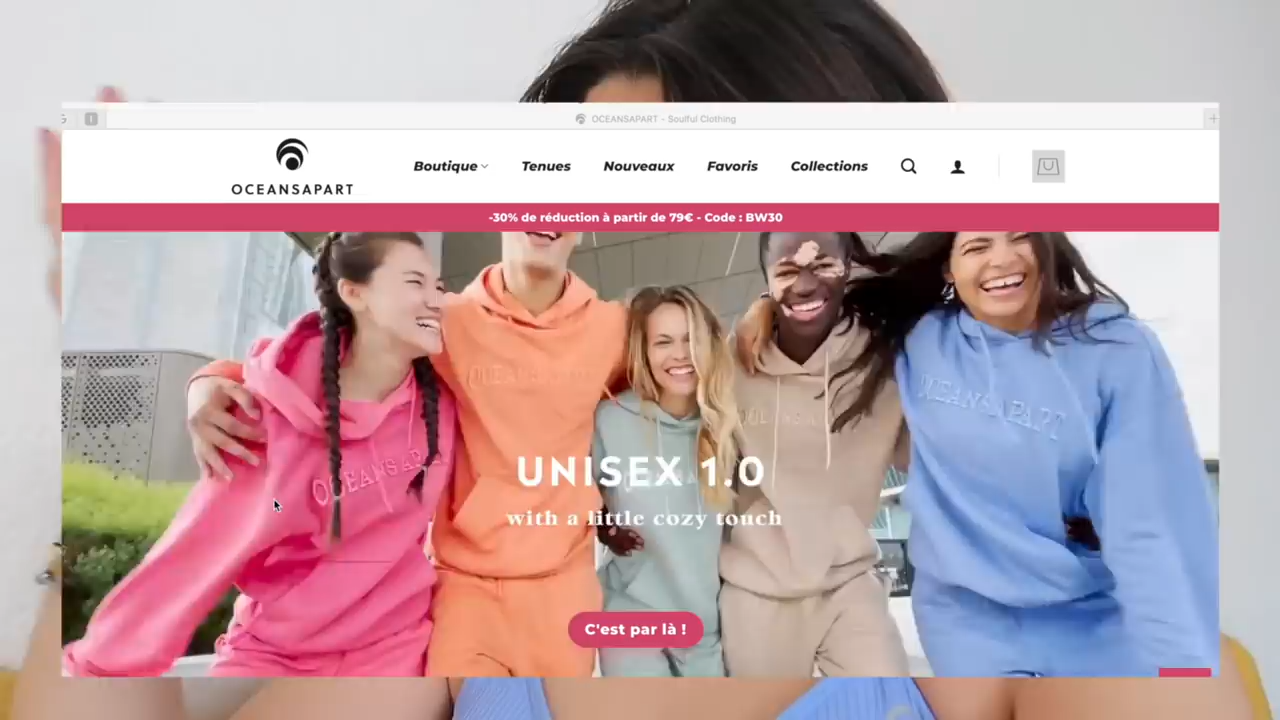 OCEANSAPART - Soulful Clothing
OCEANSAPART
Boutique
Tenues
Nouveaux
Favoris
Collections
-30% de réduction à partir de 79€ - Code : BW30
OCEANSAPART
UNISEX 1.0
with a little cozy touch
C'est par là !